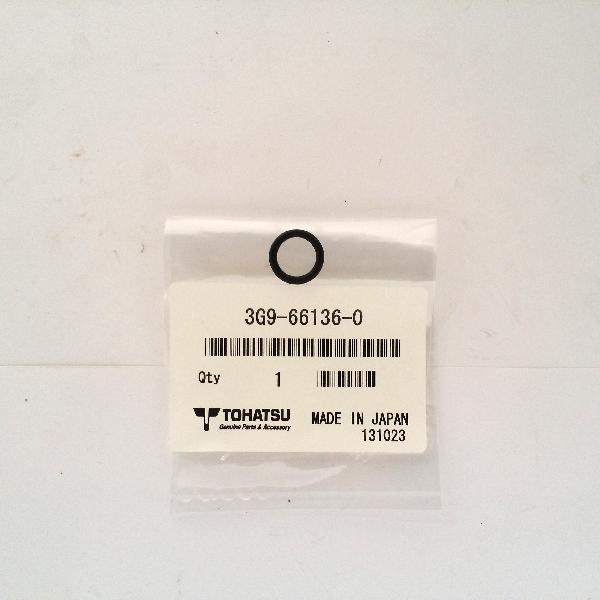 3G9-66136-0
Qty 1
TOHATSU
Genuine Parts & Accessory
MADE IN JAPAN
131023